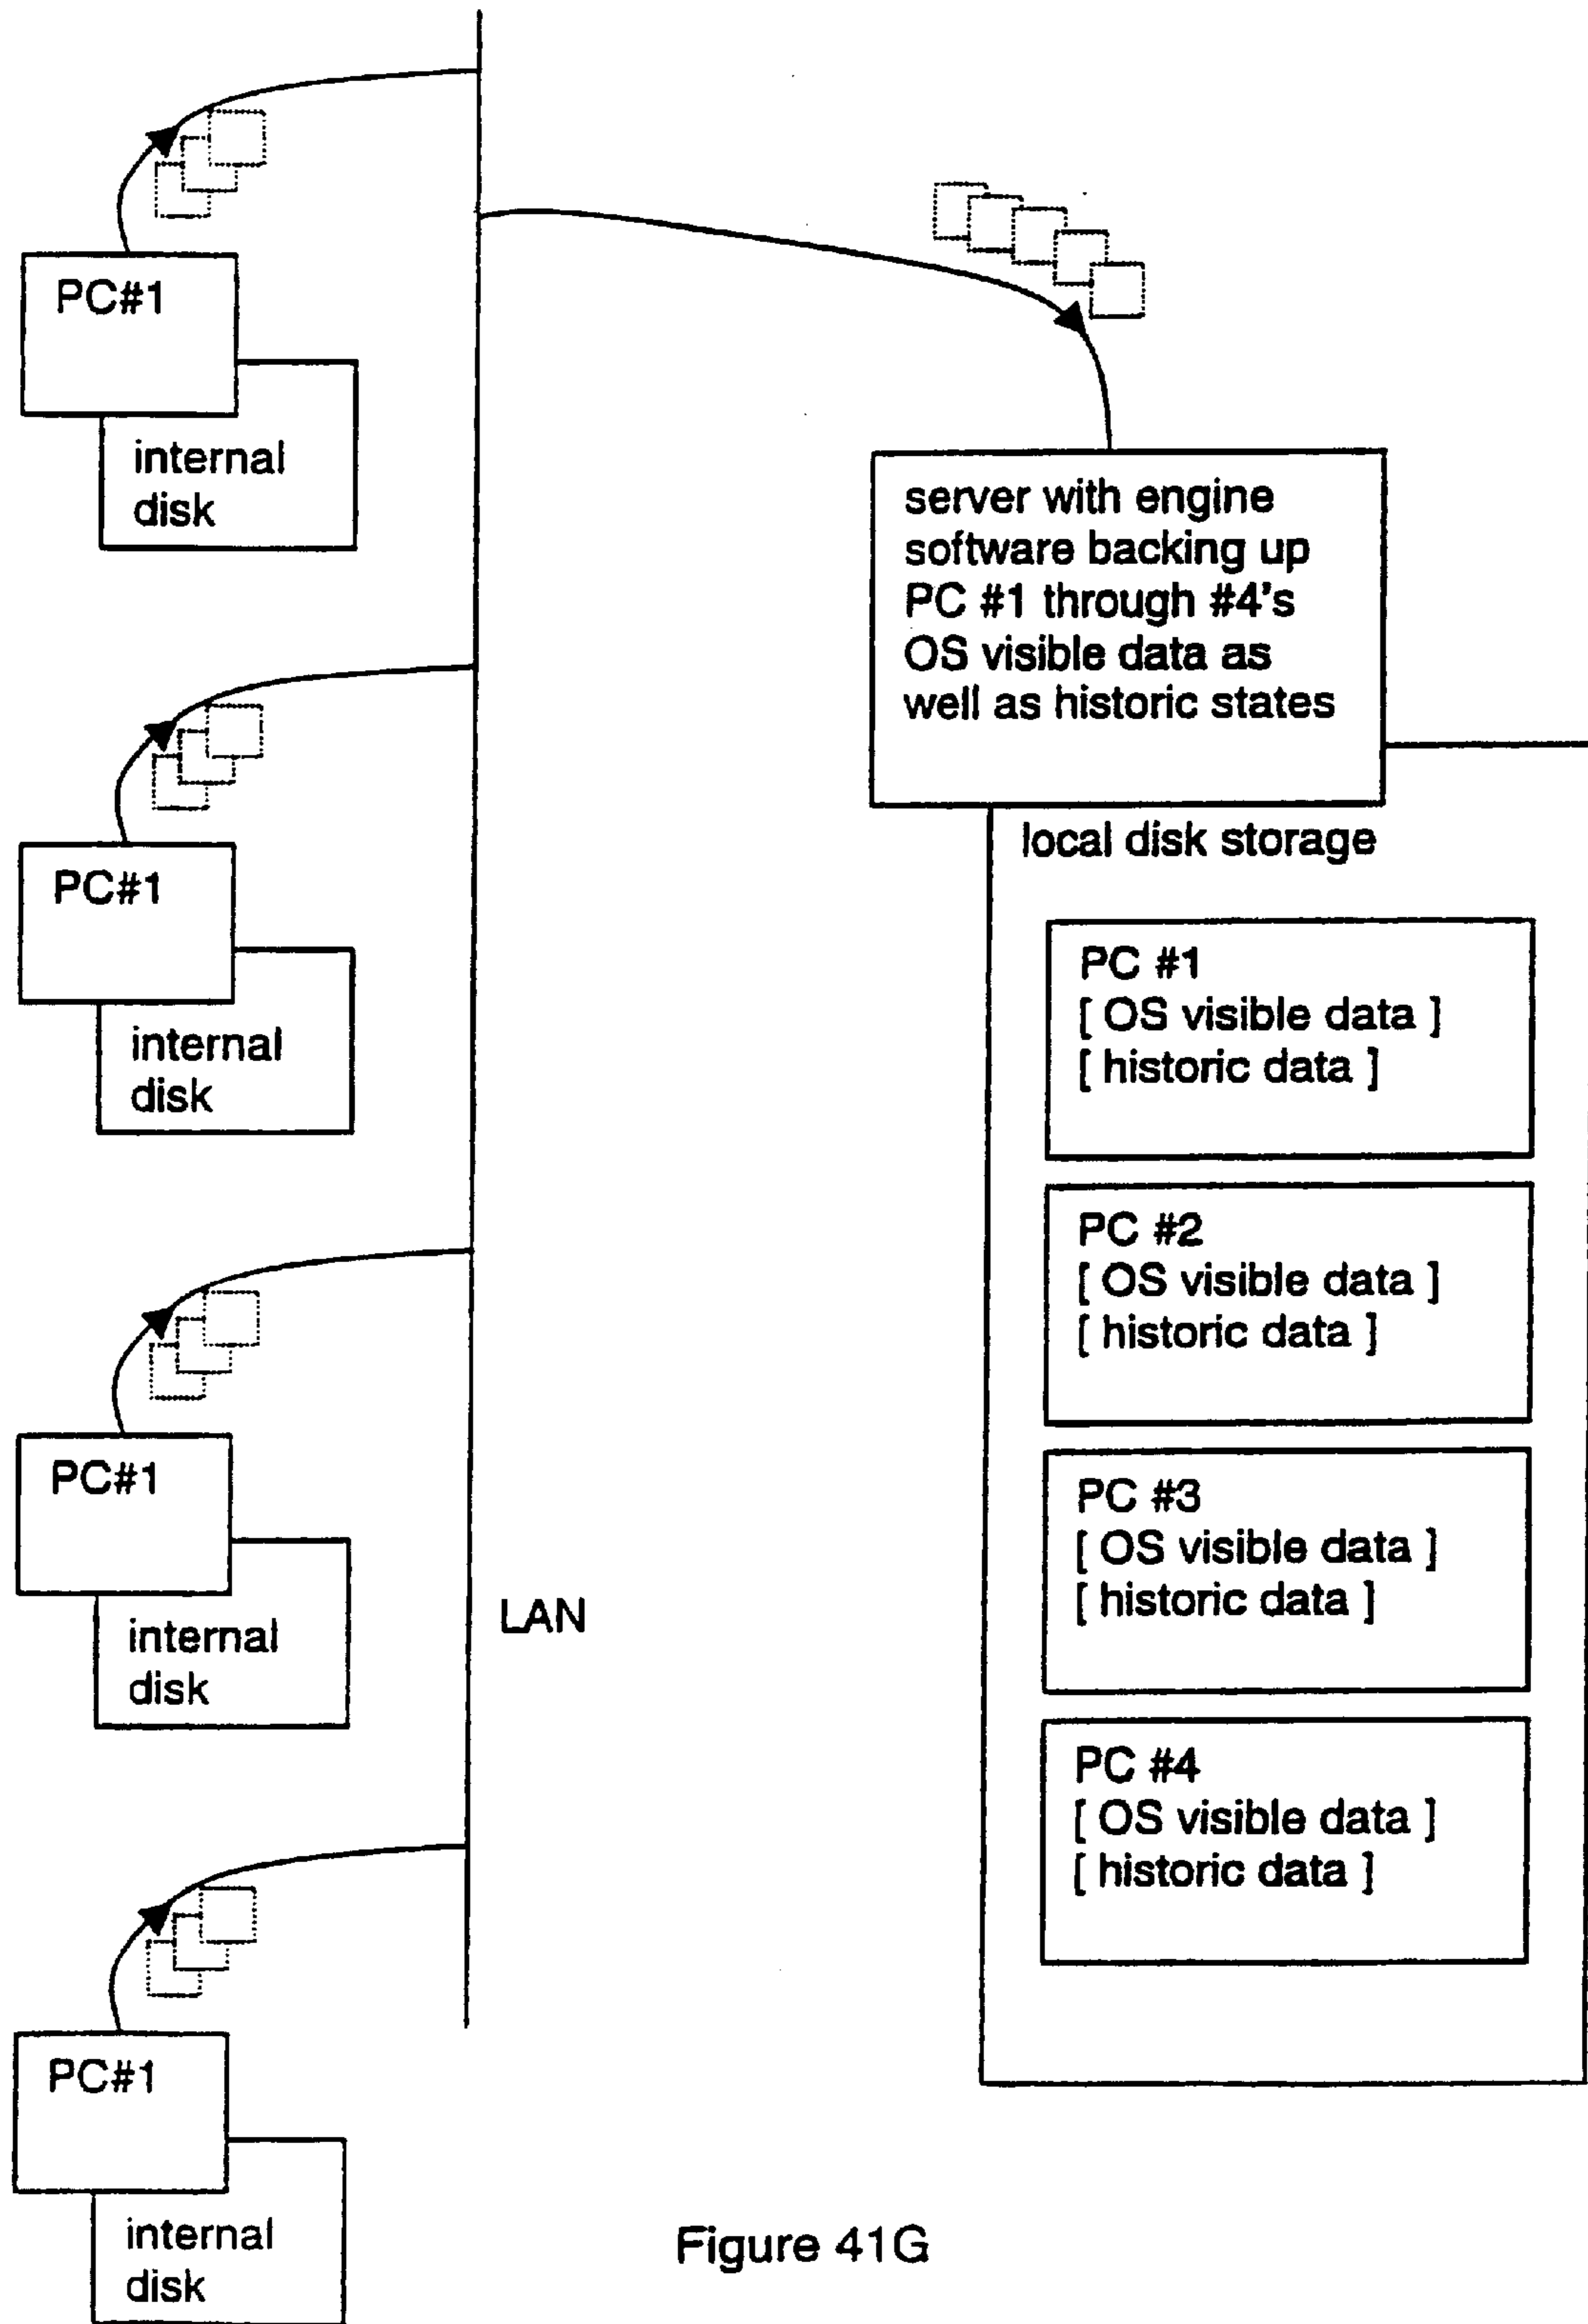 PC#1
internal
disk
server with engine
software backing up
PC #1 through #4's
OS visible data as
well as historic states
local disk storage
PC#1
internal
disk
PC #1
[ OS visible data ]
[ historic data ]
PC #2
[ OS visible data ]
[ historic data ]
PC#1
internal
disk
LAN
PC #3
[ OS visible data ]
[ historic data ]
PC #4
[ OS visible data ]
[ historic data ]
PC#1
internal
disk
Figure 41G